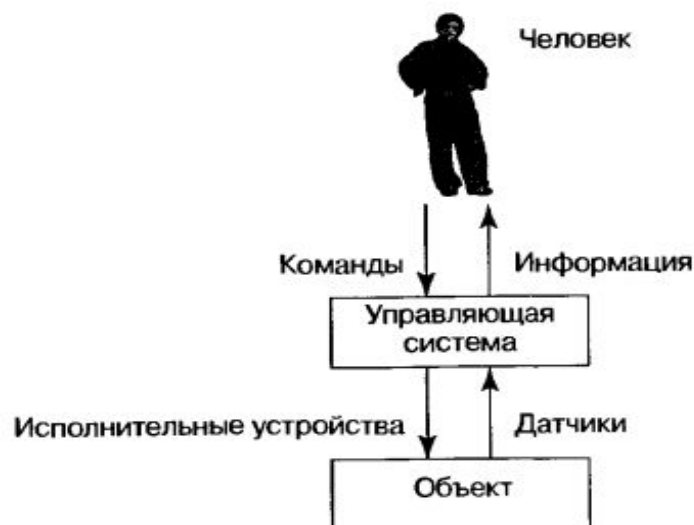 Человек
Команды
Информация
Управляющая
система
Исполнительные устройства
Датчики
Объект